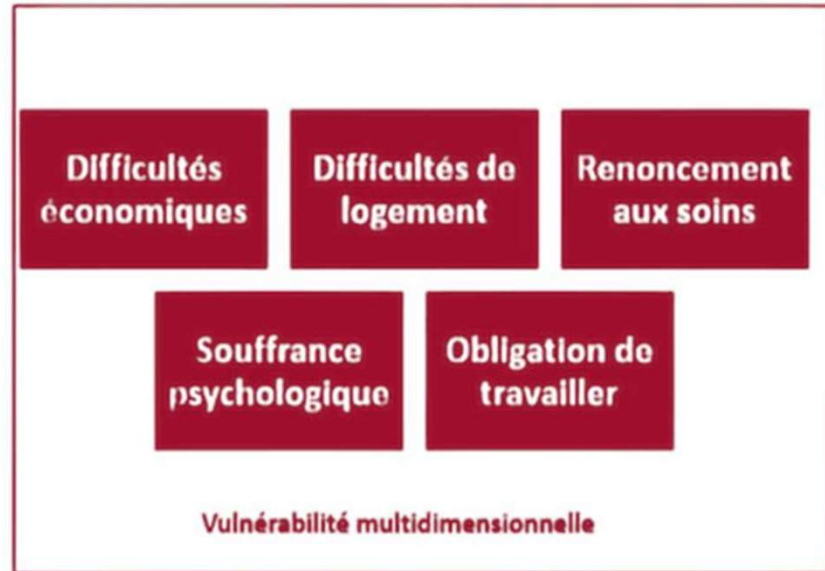 Difficultés
économiques
Difficultés de
logement
Renoncement
aux soins
Souffrance
psychologique
Obligation de
travailler
Vulnérabilité multidimensionnelle